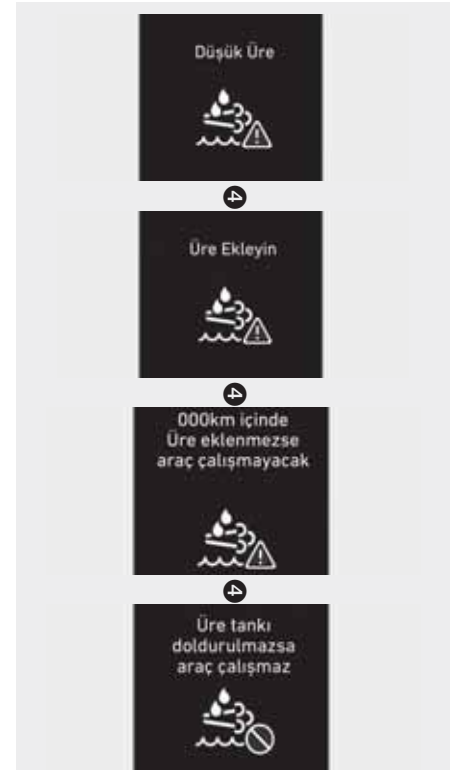 Düşük Üre
Üre Ekleyin
000km içinde
Üre eklenmezse
araç çalışmayacak
Üre tankı
doldurulmazsa
araç çalışmaz